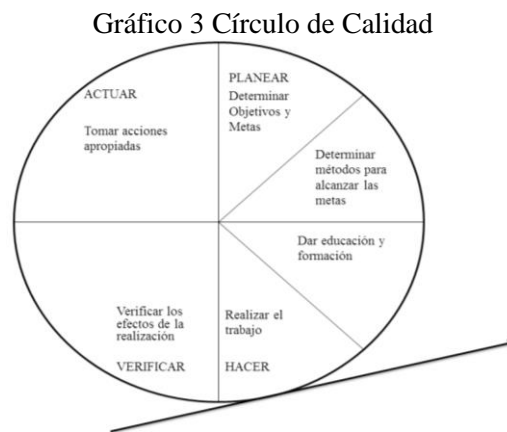 Gráfico 3 Círculo de Calidad
ACTUAR
Tomar acciones
apropiadas
PLANEAR
Determinar
Objetivos y
Metas
Determinar
métodos para
alcanzar las
metas
Dar educación y
formación
Realizar el
trabajo
HACER
Verificar los
efectos de la
realización
VERIFICAR